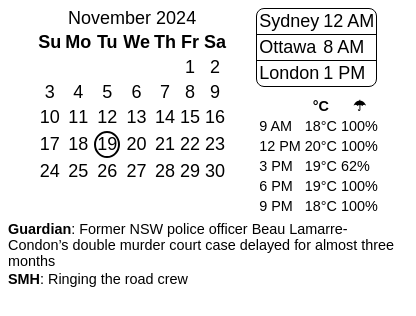 November 2024
Su Mo Tu We Th Fr Sa
1 2
3 4 5 6 7 8 9
10 11 12 13 14 15 16
17 18 19 20 21 22 23
24 25 26 27 28 29 30
Sydney 12 AM
Ottawa 8 AM
London 1 PM
°C ☂
9 AM 18°C 100%
12 PM 20°C 100%
3 PM 19°C 62%
6 PM 19°C 100%
9 PM 18°C 100%
Guardian: Former NSW police officer Beau Lamarre-
Condon’s double murder court case delayed for almost three
months
SMH: Ringing the road crew